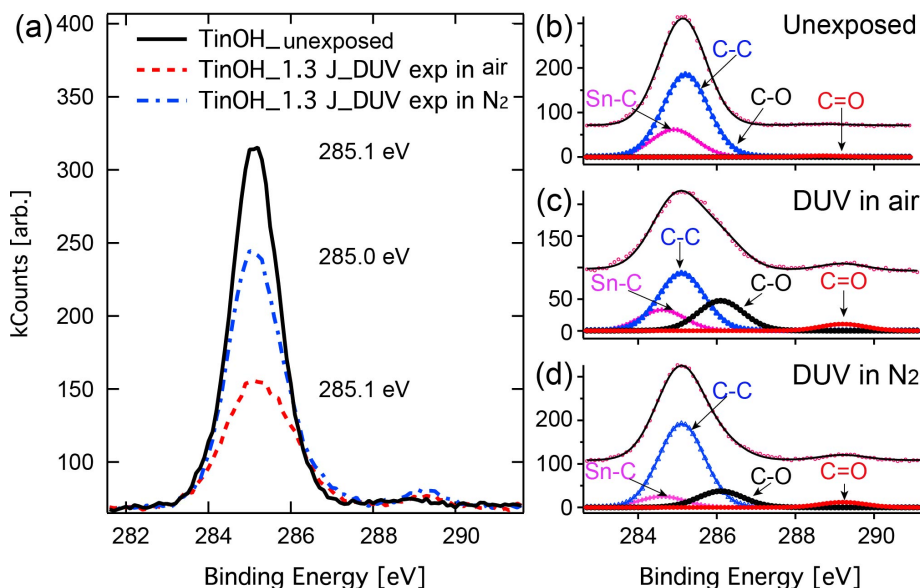 (a)
TinOH_unexposed
TinOH_1.3 J_DUV exp in air
TinOH_1.3 J_DUV exp in N2
285.1 eV
285.0 eV
285.1 eV
kCounts [arb.]
400
350
300
250
200
150
100
282 284 286 288 290
Binding Energy [eV]
(b) Unexposed
C-C
Sn-C
C-O
C=O
200
100
0
(c) DUV in air
C-C
Sn-C
C-O
C=O
150
50
0
(d) DUV in N2
C-C
Sn-C
C-O
C=O
200
100
0
284 286 288 290
Binding Energy [eV]